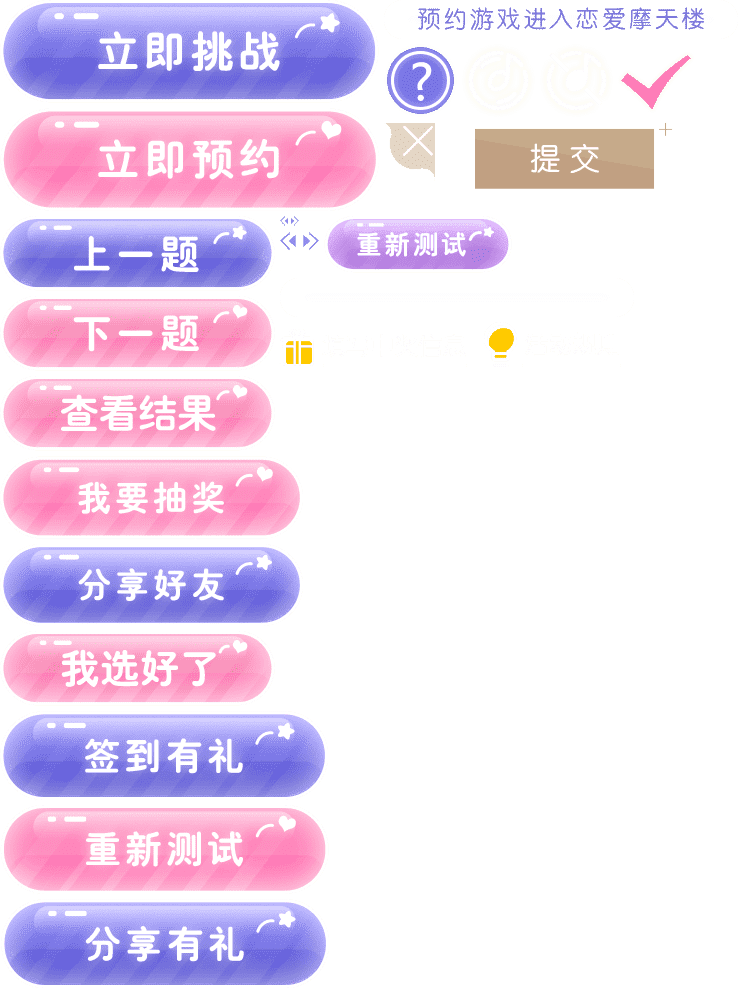 立即挑战
预约游戏进入恋爱摩天楼
?
立即预约
提交
上一题
重新测试
下一题
查看结果
我要抽奖
分享好友
我选好了
签到有礼
重新测试
分享有礼